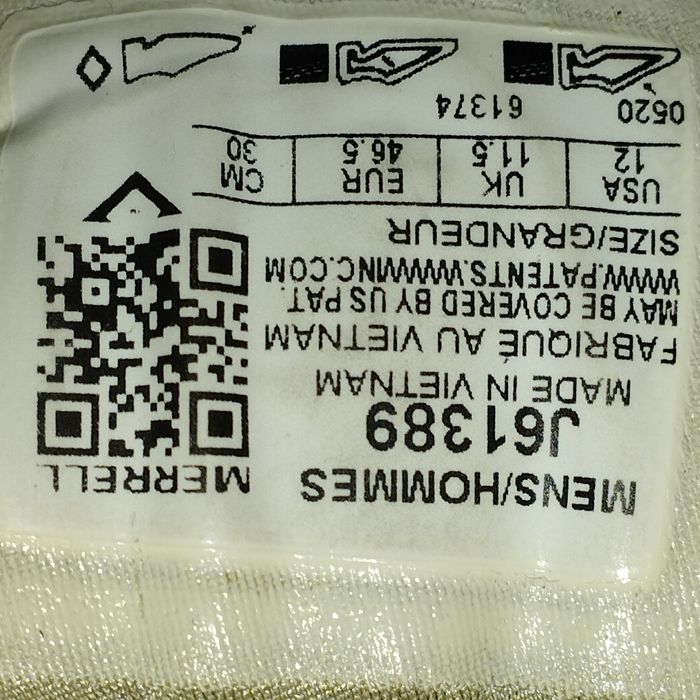 MENS/HOMMES
MERRELL
J61389
MADE IN VIETNAM
FABRIQUÉ AU VIETNAM
MAY BE COVERED BY US PAT.
WWW.PATENTS.WWWINC.COM
SIZE/GRANDEUR
USA UK EUR CM
12 11.5 46.5 30
0520 61374